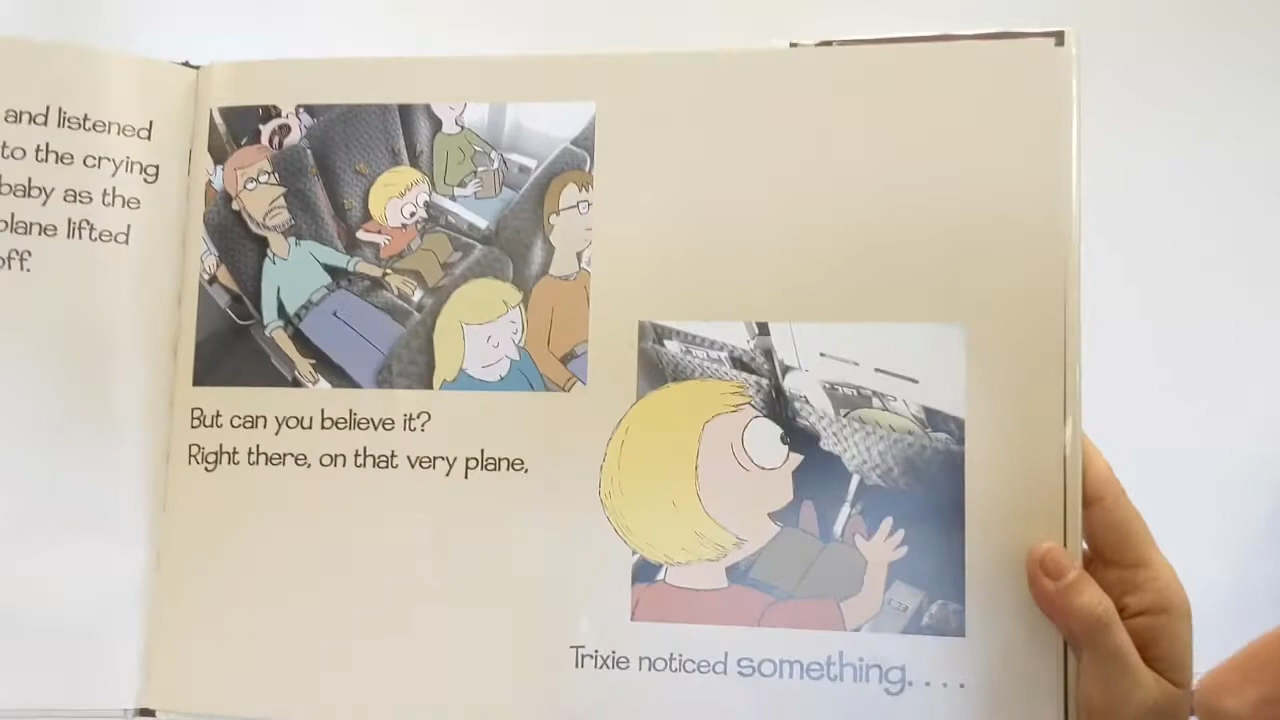 and listened
to the crying
baby as the
plane lifted
off.
But can you believe it?
Right there, on that very plane,
Trixie noticed something. . . .